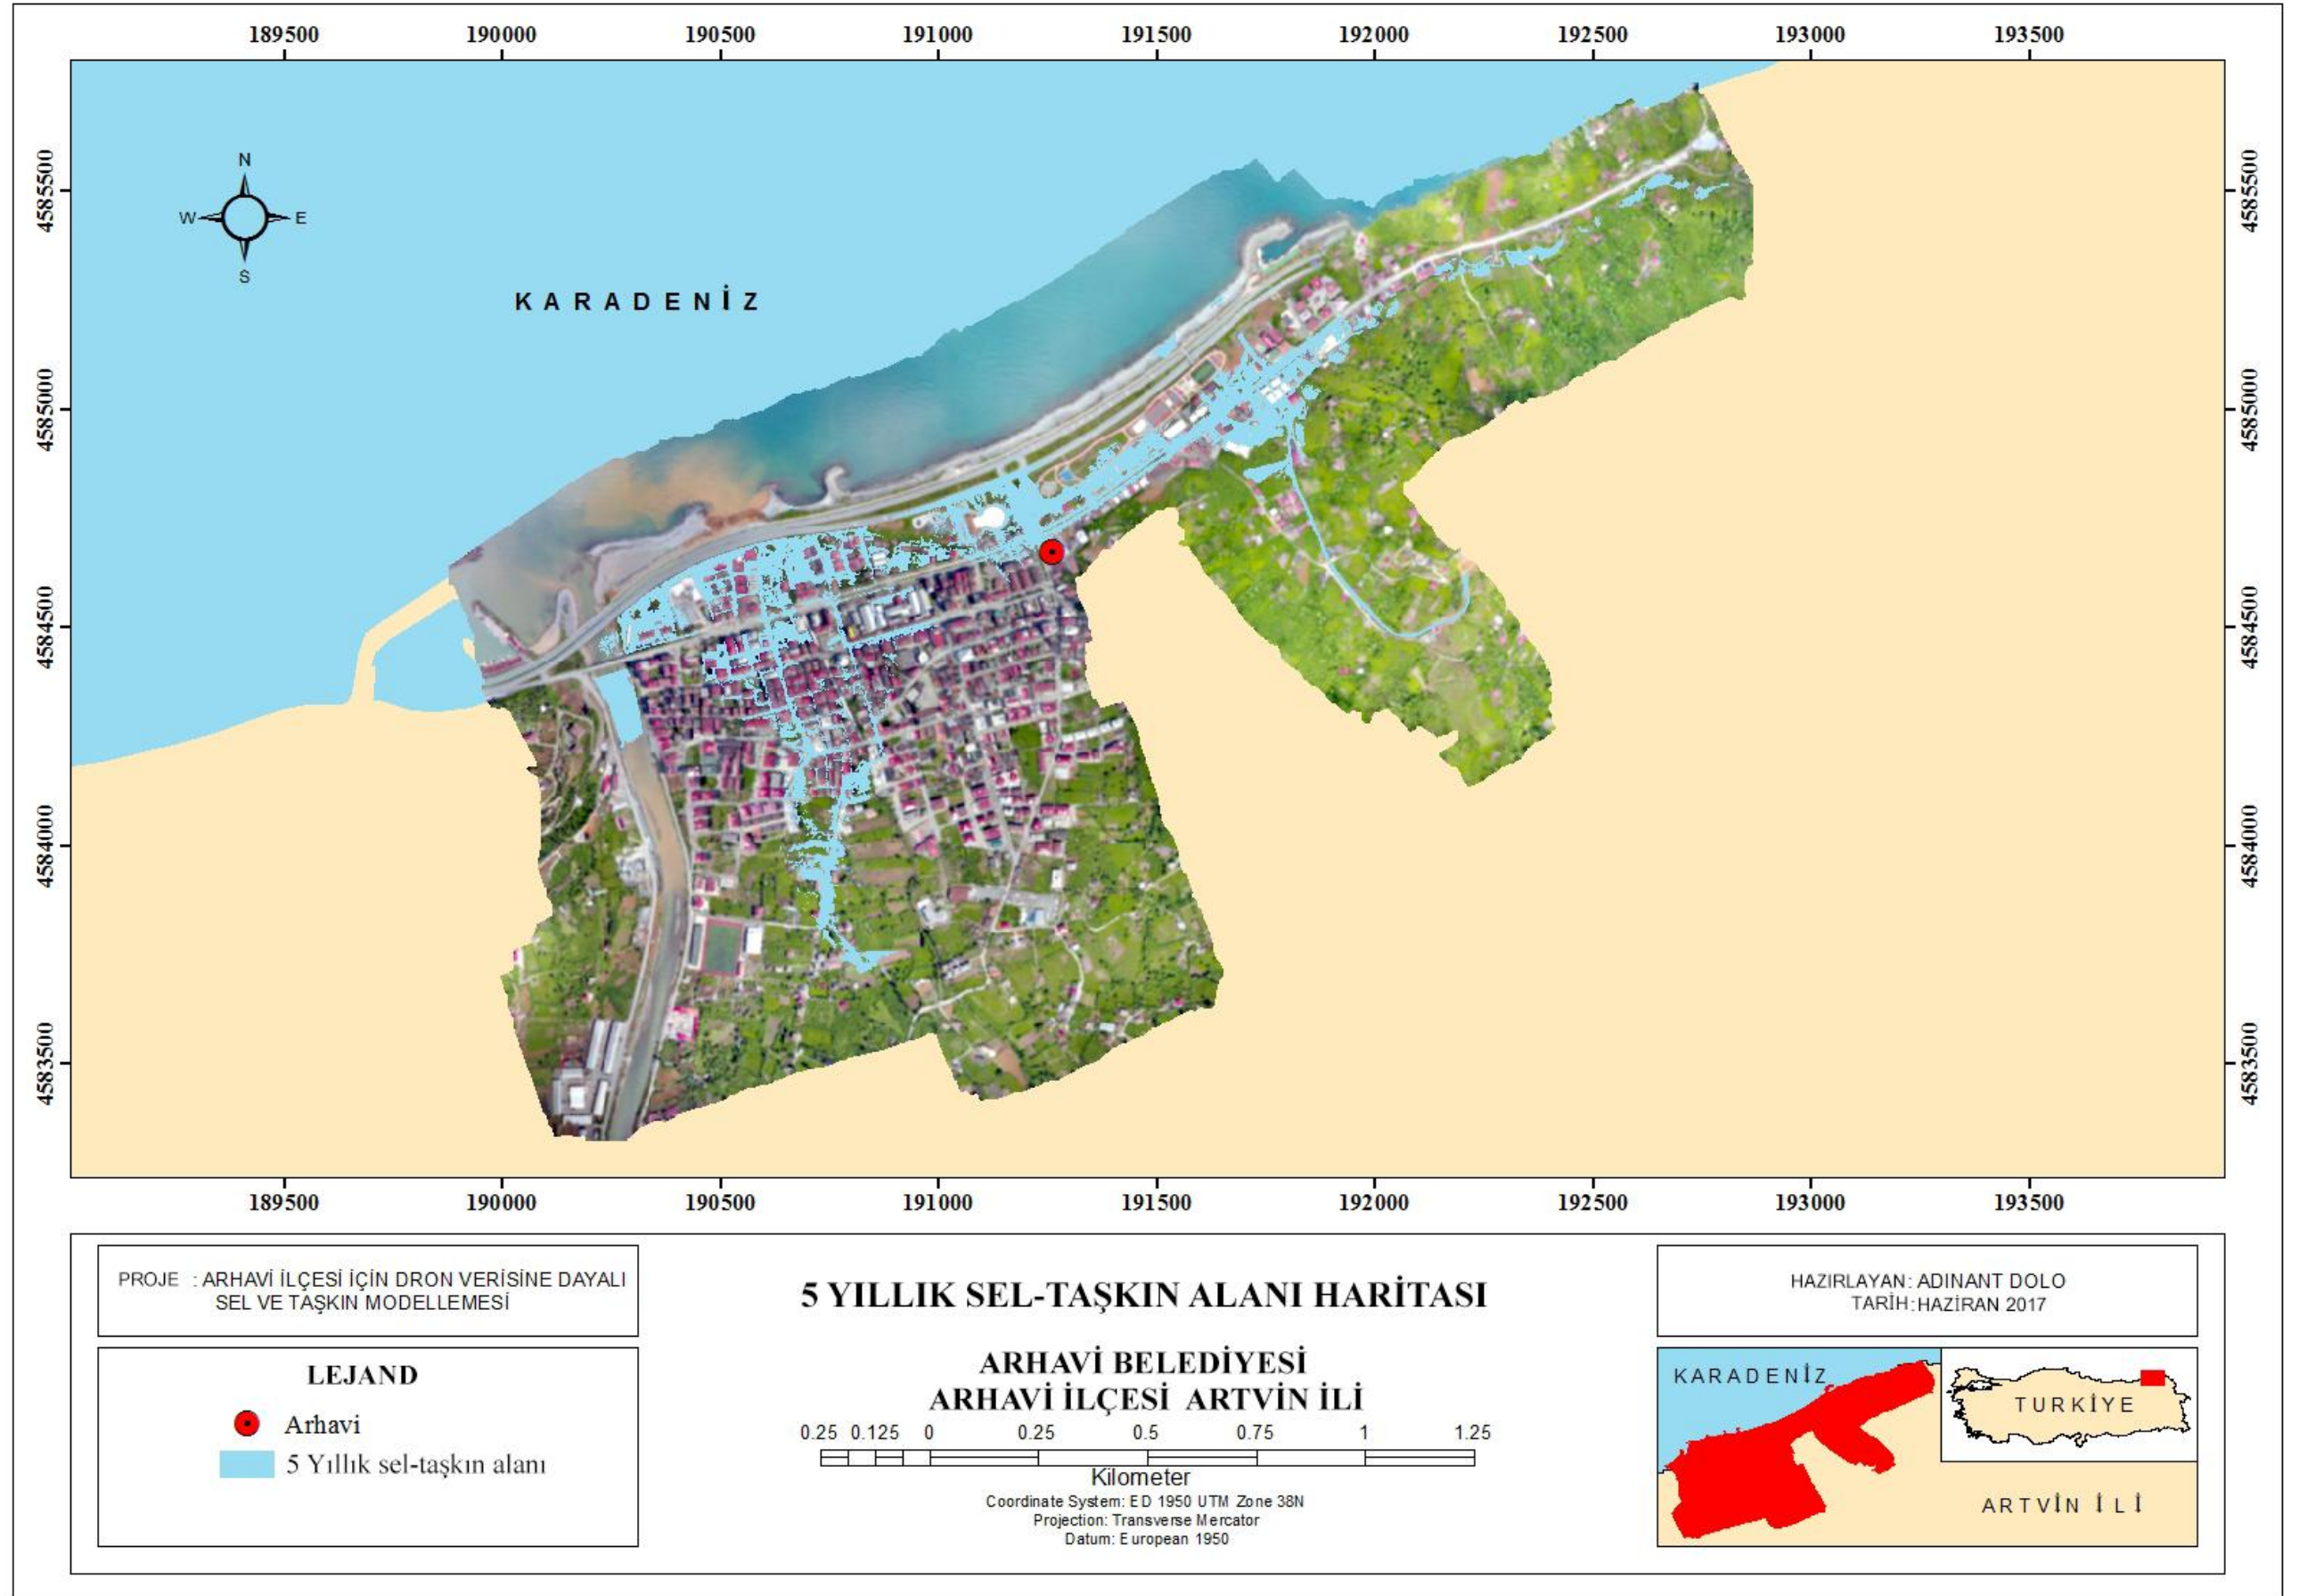 189500 190000 190500 191000 191500 192000 192500 193000 193500
4585500
4585000
4584500
4584000
4583500
N
W E
S
KARADENİZ
4585500
4585000
4584500
4584000
4583500
189500 190000 190500 191000 191500 192000 192500 193000 193500
PROJE : ARHAVİ İLÇESİ İÇİN DRON VERİSİNE DAYALI
SEL VE TAŞKIN MODELLEMESİ
LEJAND
Arhavi
5 Yıllık sel-taşkın alanı
5 YILLIK SEL-TAŞKIN ALANI HARİTASI
ARHAVİ BELEDİYESİ
ARHAVİ İLÇESİ ARTVİN İLİ
0.25 0.125 0 0.25 0.5 0.75 1 1.25
Kilometer
Coordinate System: ED 1950 UTM Zone 38N
Projection: Transverse Mercator
Datum: European 1950
HAZIRLAYAN: ADINANT DOLO
TARİH: HAZİRAN 2017
KARADENİZ
TURKİYE
ARTVİN İLİ